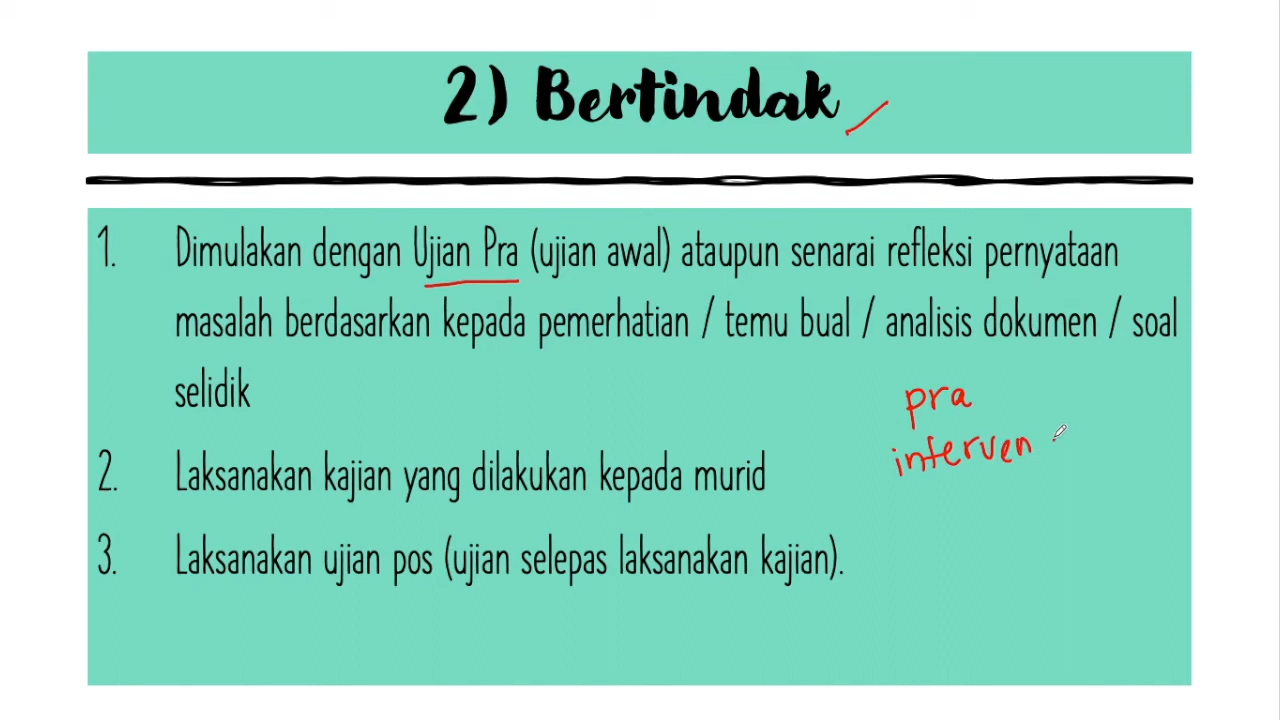 2) Bertindak
1. Dimulakan dengan Ujian Pra (ujian awal) ataupun senarai refleksi pernyataan
masalah berdasarkan kepada pemerhatian / temu bual / analisis dokumen / soal
selidik
pra
interven
2. Laksanakan kajian yang dilakukan kepada murid
3. Laksanakan ujian pos (ujian selepas laksanakan kajian).